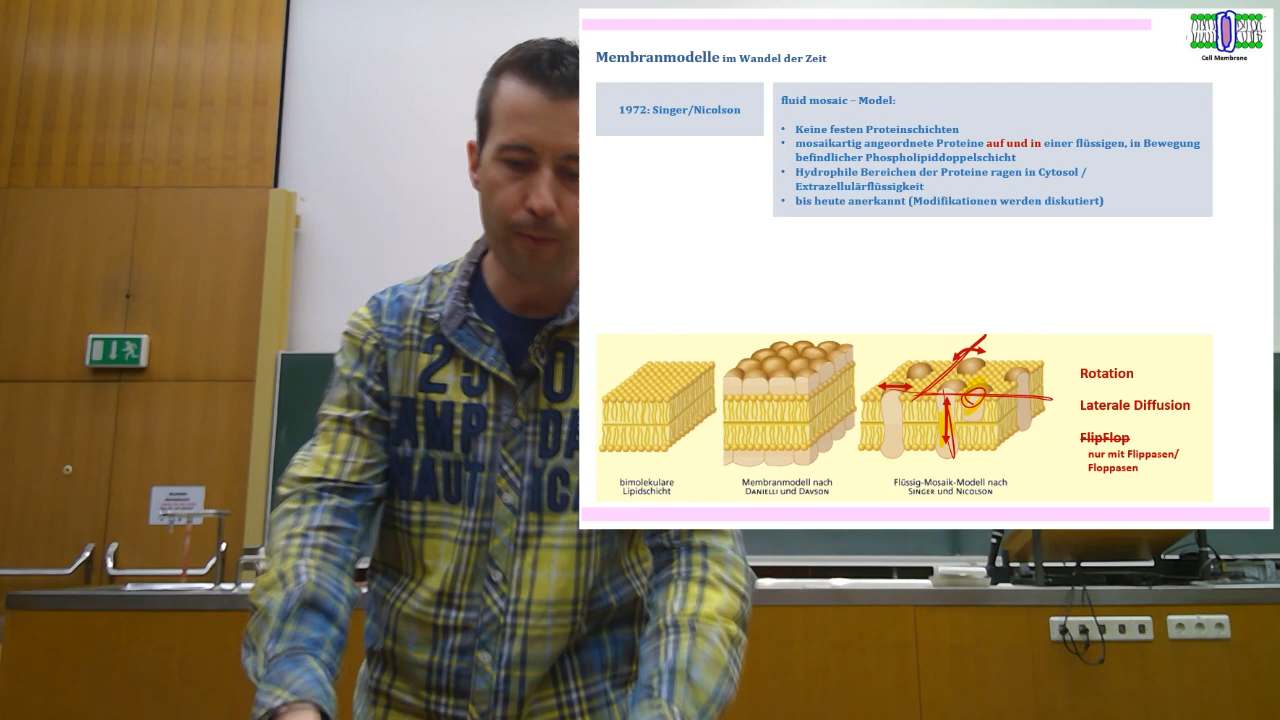 Cell Membrane
Membranmodelle im Wandel der Zeit
1972: Singer/Nicolson
fluid mosaic – Model:
• Keine festen Proteinschichten
• mosaikartig angeordnete Proteine auf und in einer flüssigen, in Bewegung
befindlicher Phospholipiddoppelschicht
• Hydrophile Bereichen der Proteine ragen in Cytosol /
Extrazellulärflüssigkeit
• bis heute anerkannt (Modifikationen werden diskutiert)
Rotation
Laterale Diffusion
FlipFlop
nur mit Flippasen/
Floppasen
bimolekulare
Lipidschicht
Membranmodell nach
DANIELLI und DAVSON
Flüssig-Mosaik-Modell nach
SINGER und NICOLSON